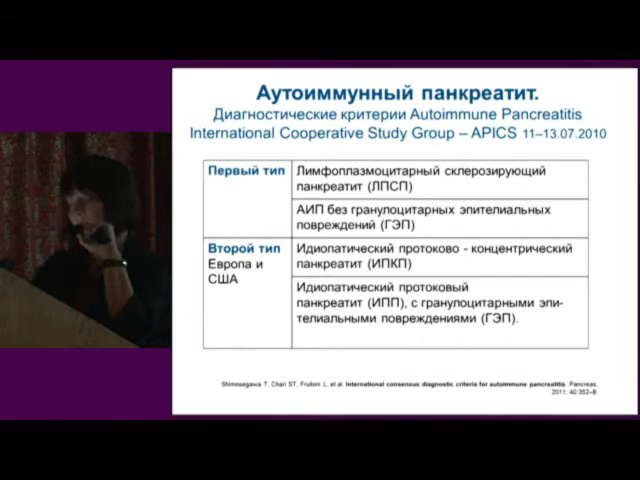 Аутоиммунный панкреатит.
Диагностические критерии Autoimmune Pancreatitis
International Cooperative Study Group – APICS 11–13.07.2010
Первый тип
Лимфоплазмоцитарный склерозирующий
панкреатит (ЛПСП)
АИП без гранулоцитарных эпителиальных
повреждений (ГЭП)
Второй тип
Европа и
США
Идиопатический протоково - концентрический
панкреатит (ИПКП)
Идиопатический протоковый
панкреатит (ИПП), с гранулоцитарными эпи-
телиальными повреждениями (ГЭП).
Shimosegawa T, Chari ST, Frulloni L, et al. International consensus diagnostic criteria for autoimmune pancreatitis. Pancreas,
2011; 40:352–8.